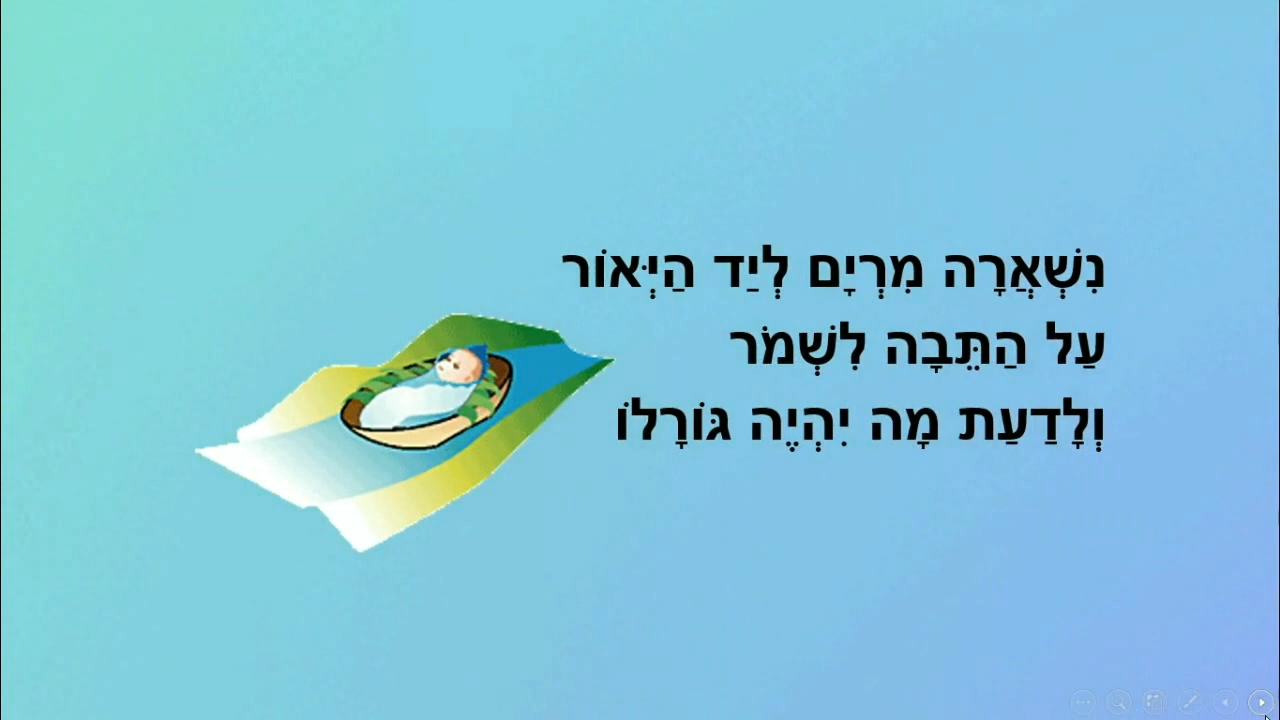 נִשְׁאֲרָה מִרְיָם לְיַד הַיְּאוֹר
עַל הַתֵּבָה לִשְׁמֹר
וְלָדַעַת מָה יִהְיֶה גּוֹרָלוֹ